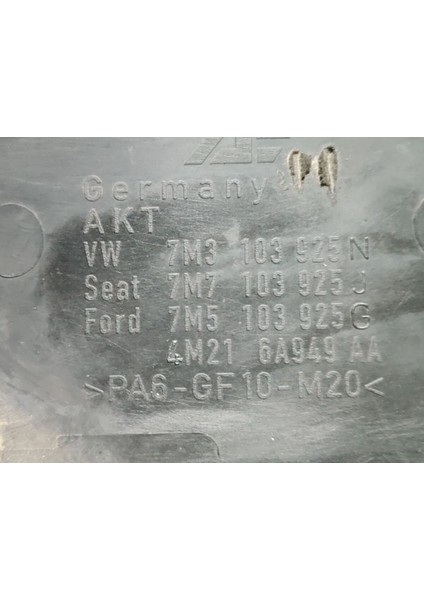 Germany
AKT
VW 7M3 103 925 N
Seat 7M7 103 925 J
Ford 7M5 103 925 G
4M21 6A949 AA
>PA6-GF10-M20<